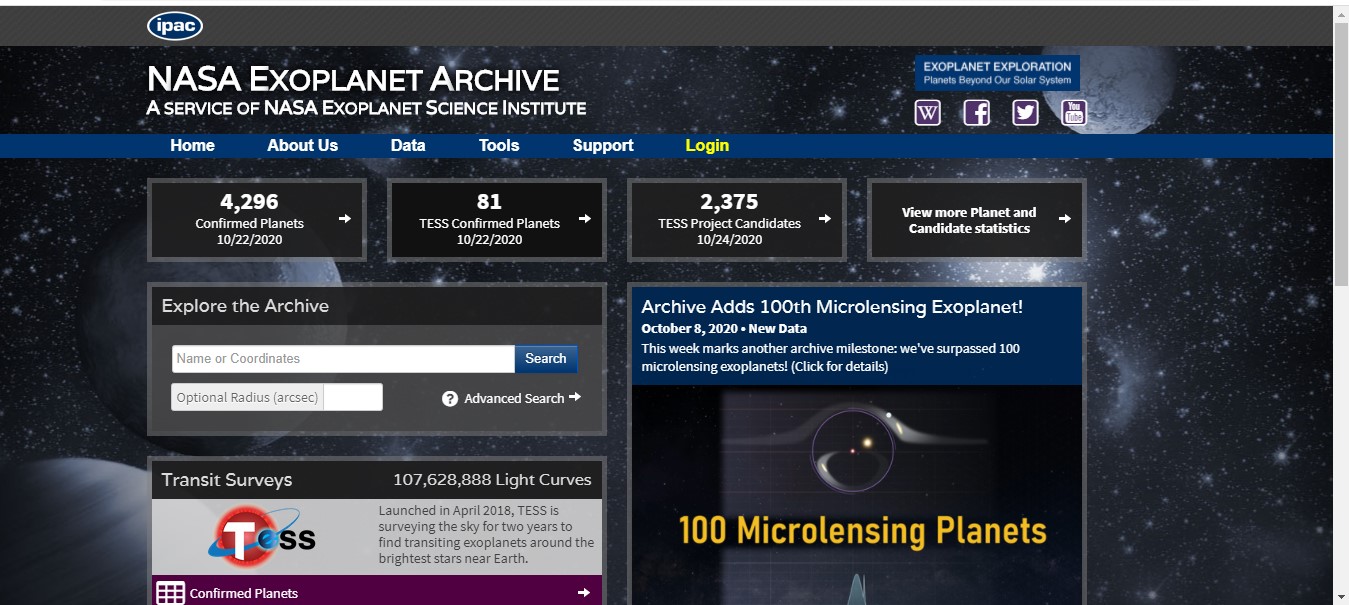 ipac
NASA EXOPLANET ARCHIVE
A SERVICE OF NASA EXOPLANET SCIENCE INSTITUTE
EXOPLANET EXPLORATION
Planets Beyond Our Solar System
W
f
You
Tube
Home About Us Data Tools Support Login
4,296
Confirmed Planets
10/22/2020
81
TESS Confirmed Planets
10/22/2020
2,375
TESS Project Candidates
10/24/2020
View more Planet and
Candidate statistics
Explore the Archive
Name or Coordinates
Search
Optional Radius (arcsec)
? Advanced Search
Transit Surveys 107,628,888 Light Curves
Tess
Launched in April 2018, TESS is
surveying the sky for two years to
find transiting exoplanets around the
brightest stars near Earth.
Confirmed Planets
Archive Adds 100th Microlensing Exoplanet!
October 8, 2020 • New Data
This week marks another archive milestone: we've surpassed 100
microlensing exoplanets! (Click for details)
100 Microlensing Planets